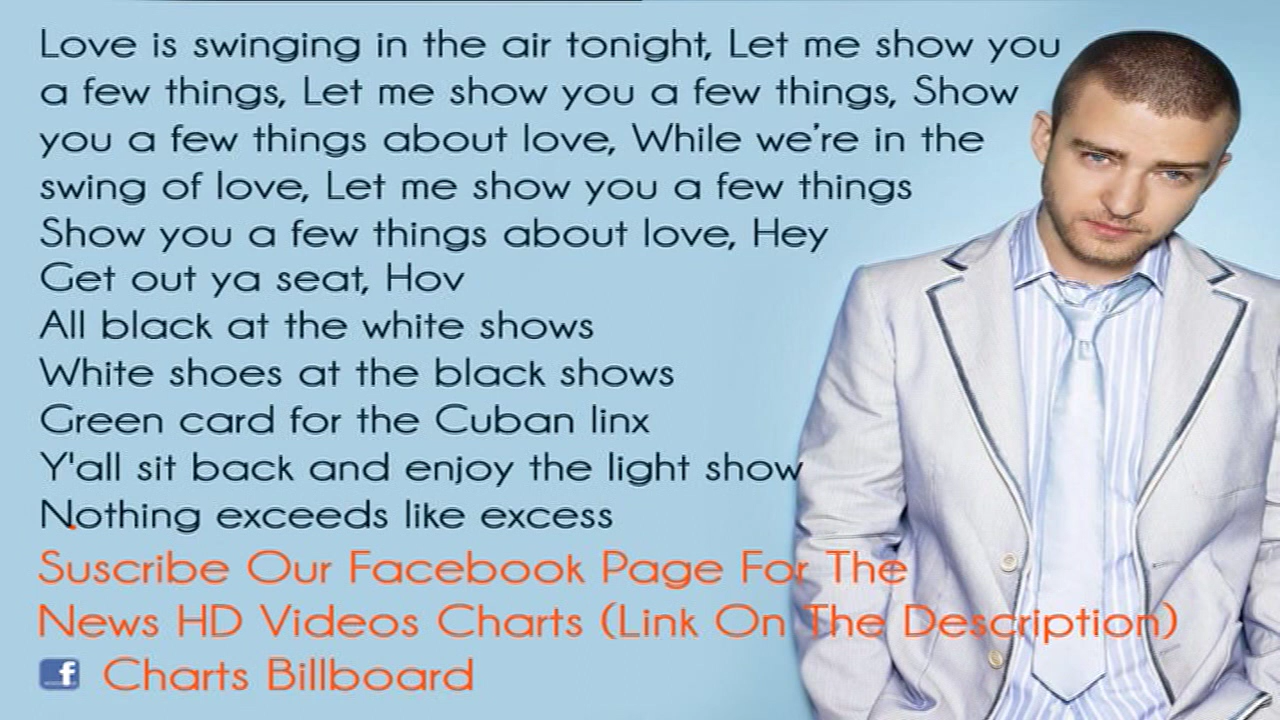 Love is swinging in the air tonight, Let me show you
a few things, Let me show you a few things, Show
you a few things about love, While we're in the
swing of love, Let me show you a few things
Show you a few things about love, Hey
Get out ya seat, Hov
All black at the white shows
White shoes at the black shows
Green card for the Cuban linx
Y'all sit back and enjoy the light show
Nothing exceeds like excess
Suscribe Our Facebook Page For The
News HD Videos Charts (Link On The Description)
f Charts Billboard